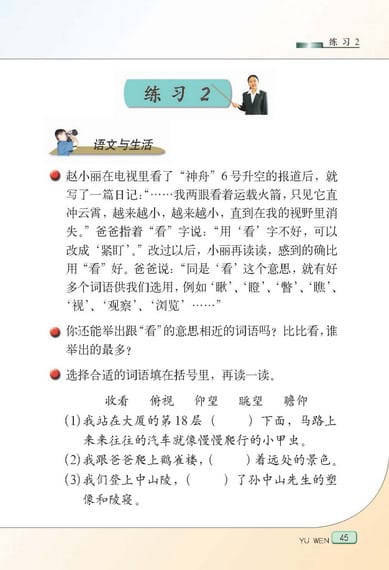 练习2
练习 2
语文与生活
赵小丽在电视里看了“神舟”6号升空的报道后，就
写了一篇日记：“……我两眼看着运载火箭，只见它直
冲云霄，越来越小，越来越小，直到在我的视野里消
失。”爸爸指着“看”字说：“用‘看’字不好，可以
改成‘紧盯’。”改过以后，小丽再读读，感到的确比
用“看”好。爸爸说：“同是‘看’这个意思，就有好
多个词语供我们选用，例如‘瞅’、‘瞪’、‘瞥’、‘瞧’、
‘视’、‘观察’、‘浏览’……”
你还能举出跟“看”的意思相近的词语吗？比比看，谁
举出的最多？
选择合适的词语填在括号里，再读一读。
收看 俯视 仰望 眺望 瞻仰
(1)我站在大厦的第18层（ ）下面，马路上
来来往往的汽车就像慢慢爬行的小甲虫。
(2)我跟爸爸爬上鹳雀楼，（ ）着远处的景色。
(3)我们登上中山陵，（ ）了孙中山先生的塑
像和陵寝。
YU WEN 45